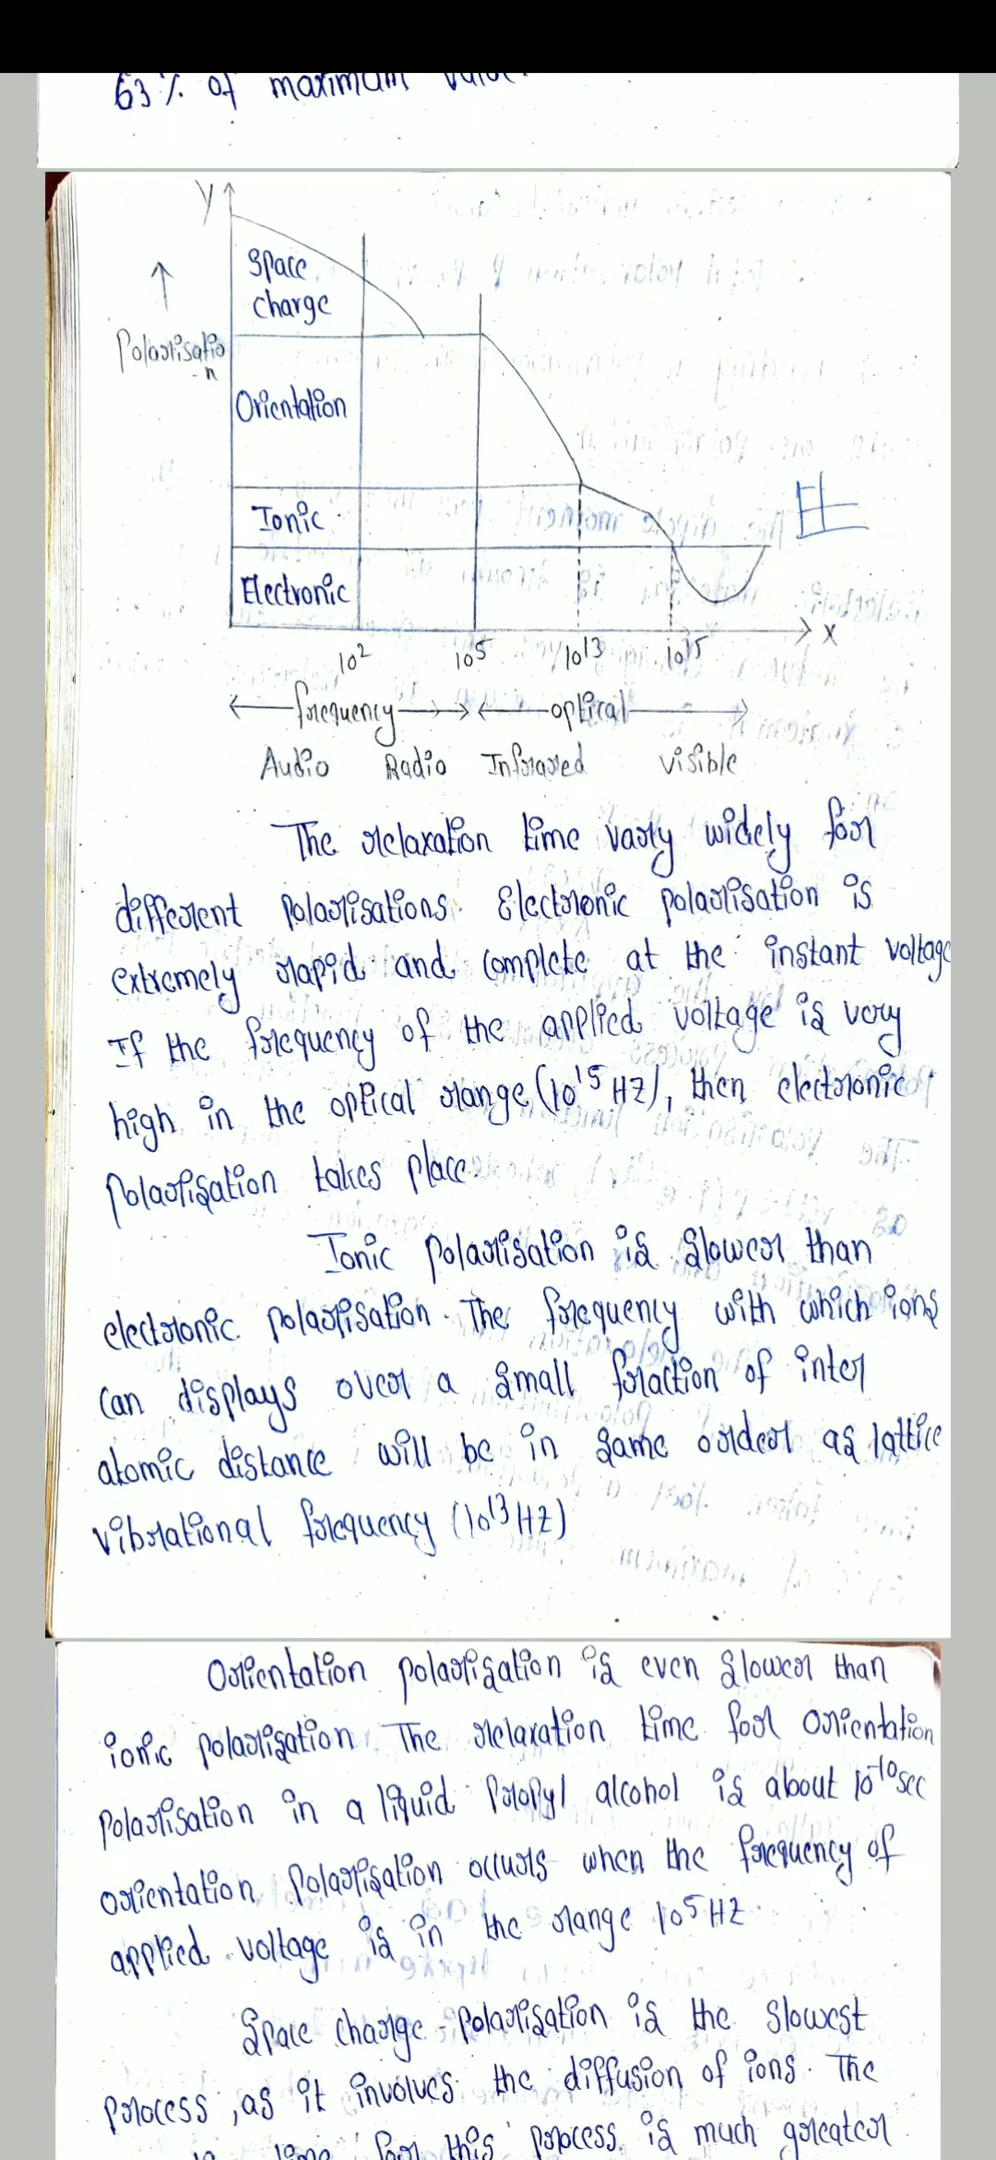 63% of maximum value.
Y
Space
charge
Polarisatio
-n
Orientation
Ionic
Electronic
10² 10⁵ 10¹³ 10¹⁵ X
frequency optical
Audio Radio Infrared visible
The relaxation time vary widely for
different polarisations. Electronic polarisation is
extremely rapid and complete at the instant voltage
If the frequency of the applied voltage is very
high in the optical range (10¹⁵ HZ), then electronic
polarisation takes place.
Ionic polarisation is slower than
electronic polarisation. The frequency with which ions
can displays over a small fraction of inter
atomic distance will be in same order as lattice
vibrational frequency (10¹³ HZ)
Orientation polarisation is even slower than
ionic polarisation. The relaxation time for orientation
polarisation in a liquid propyl alcohol is about 10⁻¹⁰ sec
orientation polarisation occurs when the frequency of
applied voltage is in the range 10⁵ HZ.
Space charge polarisation is the slowest
process, as it involves the diffusion of ions. The
time for this process is much greater